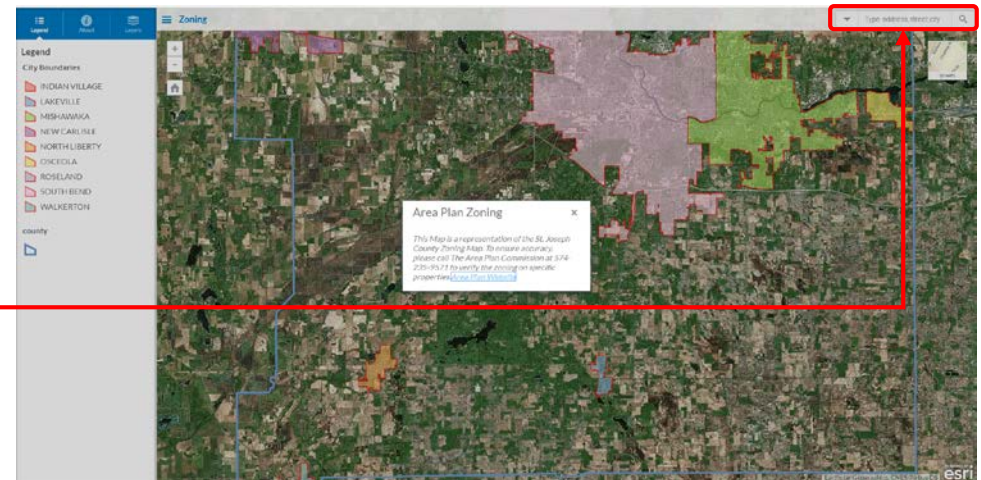 Legend
About
Layers
Zoning
Type address, street, city
Legend
City Boundaries
INDIAN VILLAGE
LAKEVILLE
MISHAWAKA
NEW CARLISLE
NORTH LIBERTY
OSCEOLA
ROSELAND
SOUTH BEND
WALKERTON
county
+
-
Area Plan Zoning
×
This Map is a representation of the St. Joseph
County Zoning Map. To ensure accuracy,
please call The Area Plan Commission at 574-
235-9571 to verify the zoning on specific
properties. Area Plan Website
esri